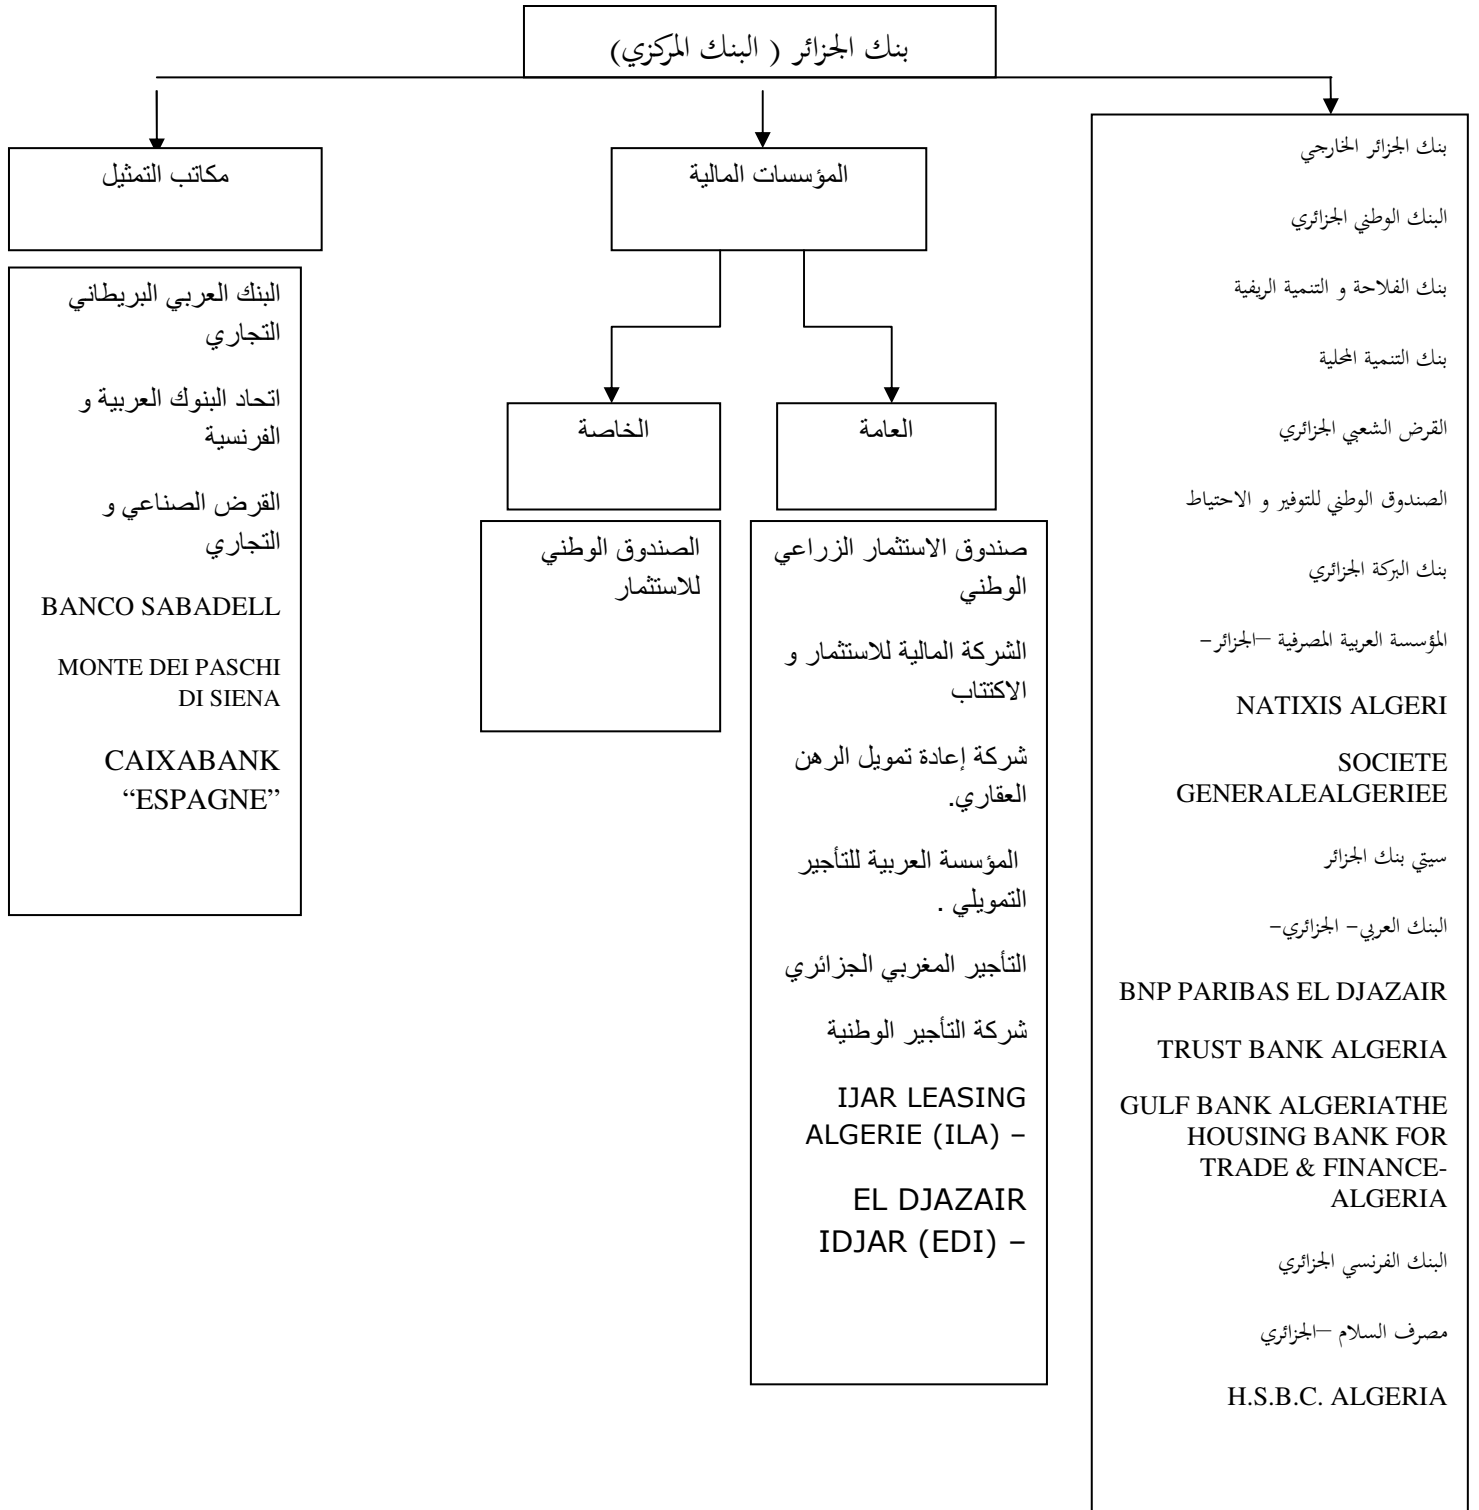 بنك الجزائر ( البنك المركزي)
بنك الجزائر الخارجي
البنك الوطني الجزائري
بنك الفلاحة و التنمية الريفية
بنك التنمية المحلية
القرض الشعبي الجزائري
الصندوق الوطني للتوفير و الاحتياط
بنك البركة الجزائري
المؤسسة العربية المصرفية –الجزائر-
NATIXIS ALGERI
SOCIETE
GENERALEALGERIEE
سيتي بنك الجزائر
البنك العربي- الجزائري-
BNP PARIBAS EL DJAZAIR
TRUST BANK ALGERIA
GULF BANK ALGERIATHE
HOUSING BANK FOR
TRADE & FINANCE-
ALGERIA
البنك الفرنسي الجزائري
مصرف السلام –الجزائري
H.S.B.C. ALGERIA
المؤسسات المالية
العامة
صندوق الاستثمار الزراعي
الوطني
الشركة المالية للاستثمار و
الاكتتاب
شركة إعادة تمويل الرهن
العقاري.
المؤسسة العربية للتأجير
التمويلي .
التأجير المغربي الجزائري
شركة التأجير الوطنية
IJAR LEASING
ALGERIE (ILA) –
EL DJAZAIR
IDJAR (EDI) –
الخاصة
الصندوق الوطني
للاستثمار
مكاتب التمثيل
البنك العربي البريطاني
التجاري
اتحاد البنوك العربية و
الفرنسية
القرض الصناعي و
التجاري
BANCO SABADELL
MONTE DEI PASCHI
DI SIENA
CAIXABANK
“ESPAGNE”